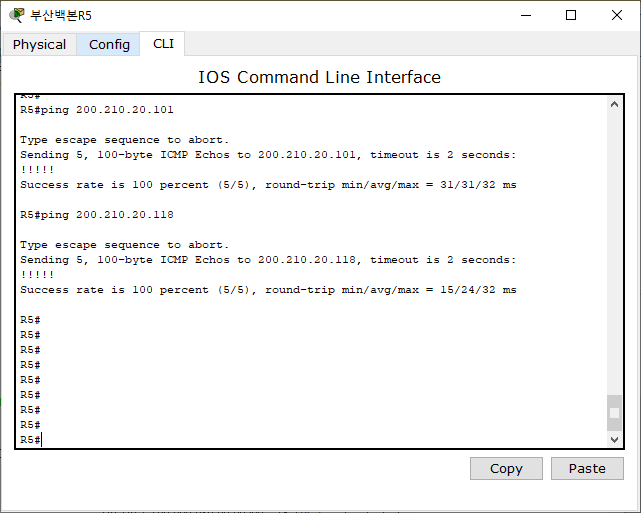 부산백본R5
Physical Config CLI
IOS Command Line Interface
R5#
R5#ping 200.210.20.101
Type escape sequence to abort.
Sending 5, 100-byte ICMP Echos to 200.210.20.101, timeout is 2 seconds:
!!!!!
Success rate is 100 percent (5/5), round-trip min/avg/max = 31/31/32 ms
R5#ping 200.210.20.118
Type escape sequence to abort.
Sending 5, 100-byte ICMP Echos to 200.210.20.118, timeout is 2 seconds:
!!!!!
Success rate is 100 percent (5/5), round-trip min/avg/max = 15/24/32 ms
R5#
R5#
R5#
R5#
R5#
R5#
R5#
R5#
R5#
Copy Paste